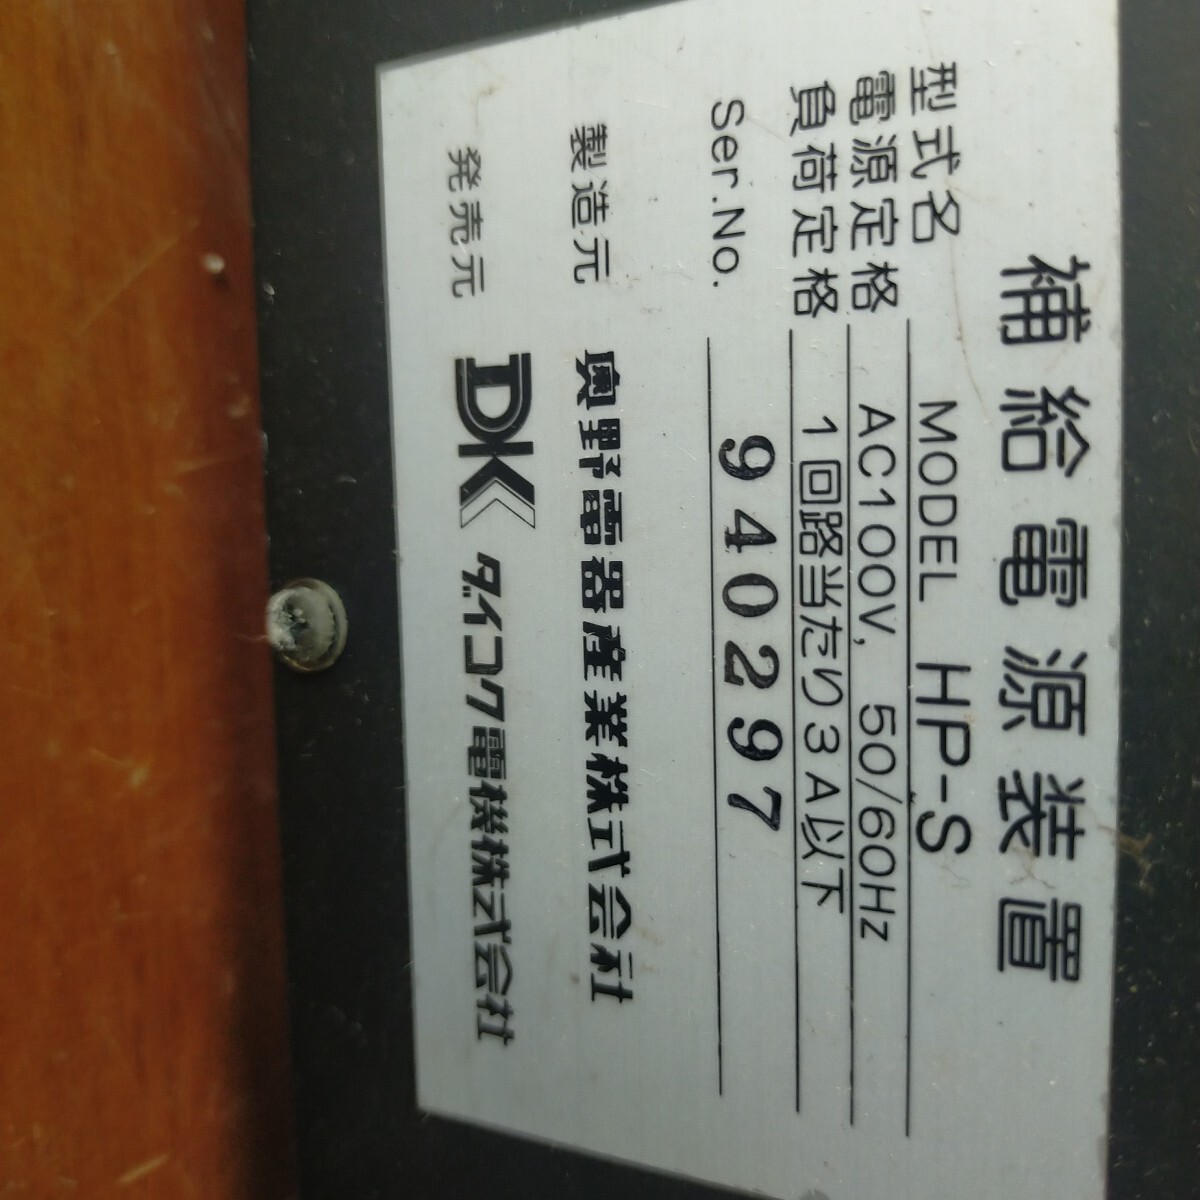 補給電源装置
型式名 MODEL HP-S
電源定格 AC100V, 50/60Hz
負荷定格 1回路当たり3A以下
Ser.No. 940297
製造元 奥野電器産業株式会社
発売元 DK ダイコク電機株式会社